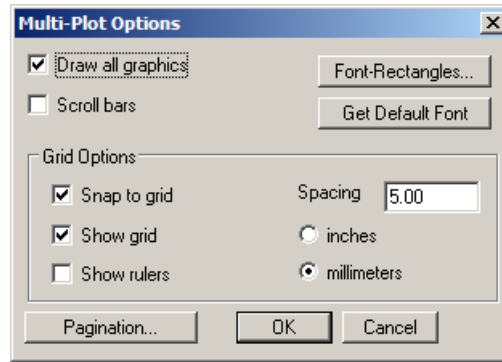 Multi-Plot Options
Draw all graphics
Font-Rectangles...
Scroll bars
Get Default Font
Grid Options
Snap to grid
Spacing
5.00
Show grid
inches
Show rulers
millimeters
Pagination...
OK
Cancel